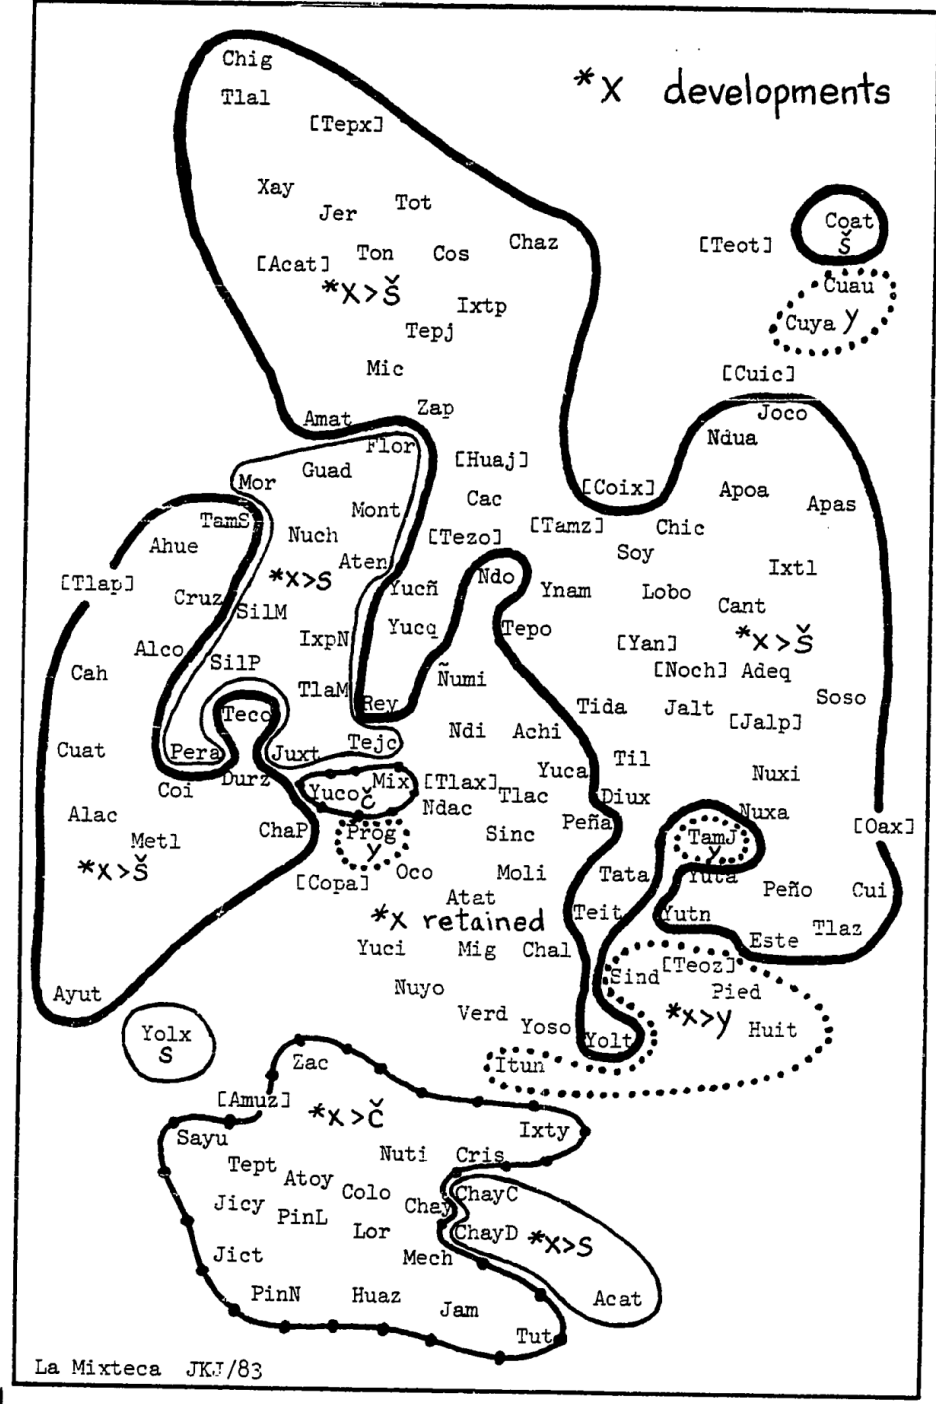 Chig
*x developments
Tlal
[Tepx]
Xay
Jer
Tot
Coat
š
[Teot]
Chaz
[Acat]
Ton
Cos
*x>š
Cuau
Ixtp
Cuya y
Tepj
Mic
[Cuic]
Zap
Joco
Amat
Flor
Ndua
[Huaj]
Guad
Mor
[Coix]
Apoa
Cac
Apas
Mont
TamS
[Tamz]
Chic
Nuch
[Tezo]
Ahue
Soy
Aten
Ixtl
*x>s
Ndo
[Tlap]
Yucñ
Ynam
Lobo
Cruz
Cant
SilM
Yucq
Tepo
IxpN
*x>š
[Yan]
Alco
SilP
Cah
Ñumi
[Noch] Adeq
TlaM
Rey
Soso
Teco
Tida
Jalt
[Jalp]
Ndi
Achi
Tejc
Cuat
Pera
Juxt
Til
Yuca
Nuxi
Durz
Mix
[Tlax]
Coi
Yuco č
Tlac
Diux
Ndac
Nuxa
Alac
Peña
[Oax]
ChaP
Prog
y
Sinc
TamJ
y
Metl
*x>š
Oco
Moli
Tata
Yuta
[Copa]
Peño
Cui
Atat
*x retained
Teit
Yutn
Tlaz
Este
Yuci
Mig
Chal
[Teoz]
Sind
Pied
Nuyo
Ayut
*x>y
Verd
Huit
Yoso
Yolx
s
Yolt
Itun
Zac
[Amuz]
*x>č
Ixty
Sayu
Nuti
Cris
Tept
Atoy
Colo
ChayC
Jicy
Chay
PinL
Lor
ChayD
*x>s
Jict
Mech
PinN
Huaz
Acat
Jam
Tut
La Mixteca JKJ/83